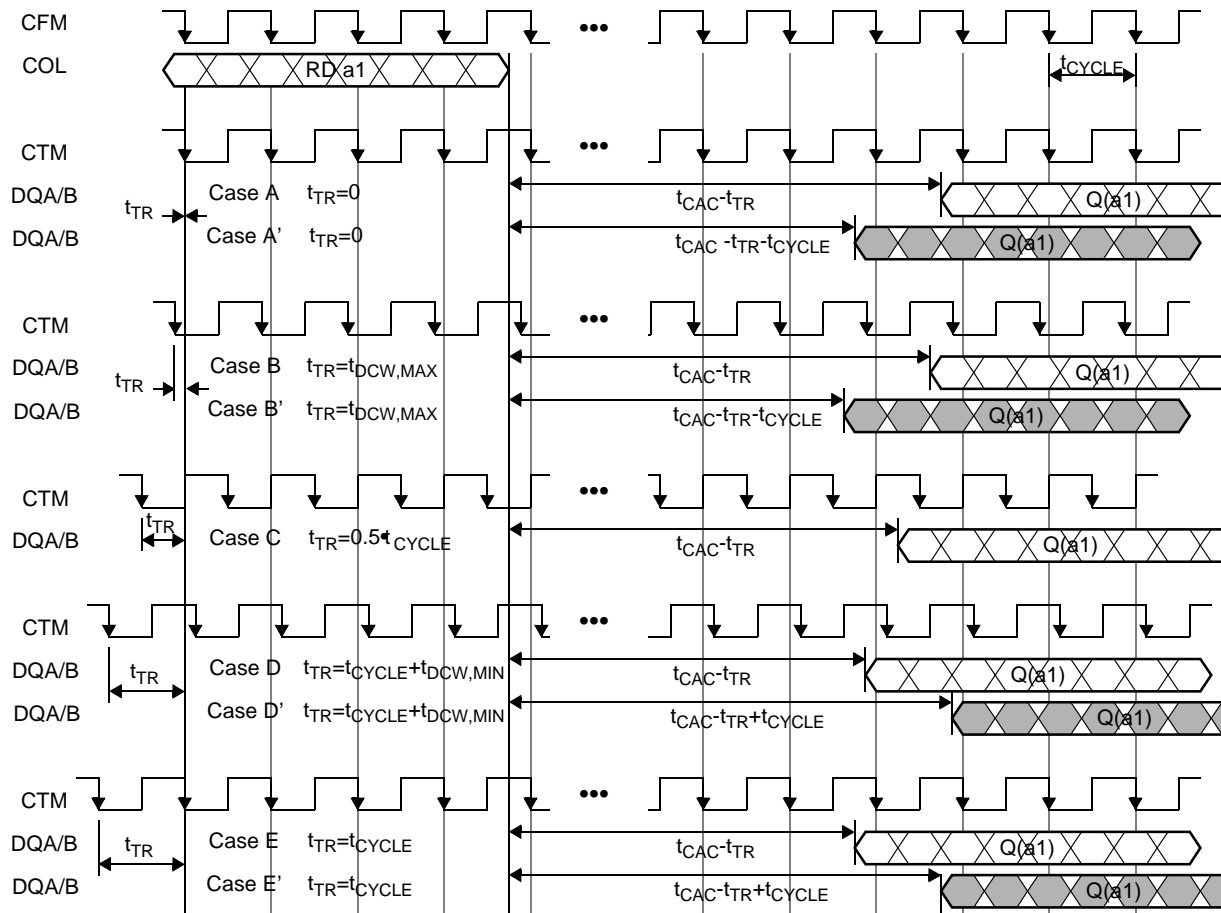 CFM •••
COL RD a1 tCYCLE
CTM •••
DQA/B Case A tTR=0 tCAC-tTR Q(a1)
tTR
DQA/B Case A’ tTR=0 tCAC -tTR-tCYCLE Q(a1)
CTM •••
DQA/B Case B tTR=tDCW,MAX tCAC-tTR Q(a1)
tTR
DQA/B Case B’ tTR=tDCW,MAX tCAC-tTR-tCYCLE Q(a1)
CTM •••
tTR
DQA/B Case C tTR=0.5•tCYCLE tCAC-tTR Q(a1)
CTM •••
DQA/B Case D tTR=tCYCLE+tDCW,MIN tCAC-tTR Q(a1)
tTR
DQA/B Case D’ tTR=tCYCLE+tDCW,MIN tCAC-tTR+tCYCLE Q(a1)
CTM •••
DQA/B Case E tTR=tCYCLE tCAC-tTR Q(a1)
tTR
DQA/B Case E’ tTR=tCYCLE tCAC-tTR+tCYCLE Q(a1)